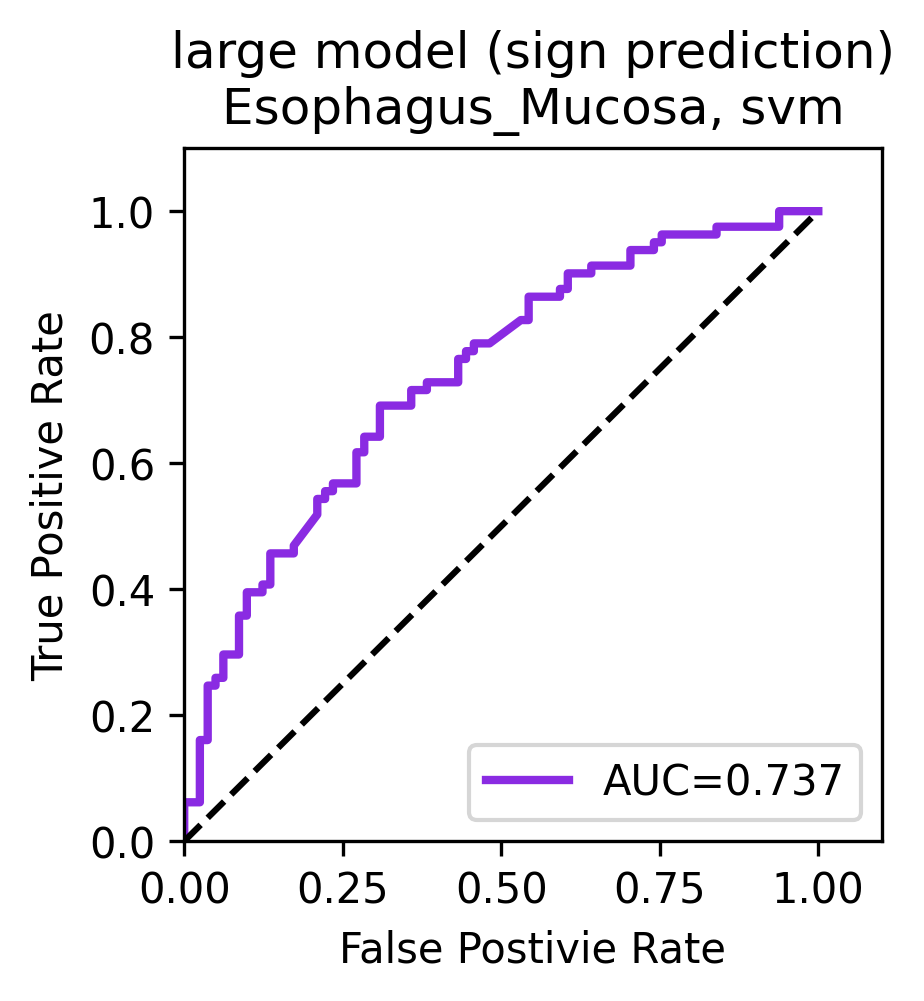 large model (sign prediction)
Esophagus_Mucosa, svm
True Positive Rate
1.0
0.8
0.6
0.4
0.2
0.0
AUC=0.737
0.00 0.25 0.50 0.75 1.00
False Postivie Rate